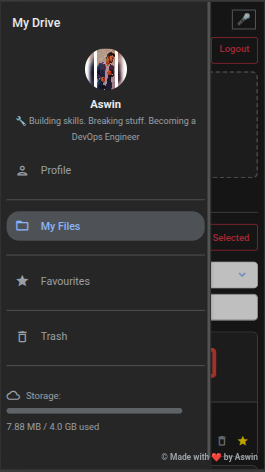 My Drive
Logout
Aswin
🔧 Building skills. Breaking stuff. Becoming a
DevOps Engineer
Profile
My Files
Selected
Favourites
Trash
Storage:
7.88 MB / 4.0 GB used
© Made with ❤️ by Aswin